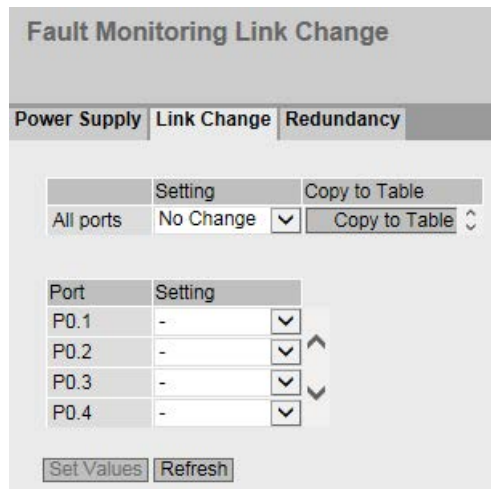 Fault Monitoring Link Change
Power Supply Link Change Redundancy
Setting Copy to Table
All ports No Change Copy to Table
Port Setting
P0.1 -
P0.2 -
P0.3 -
P0.4 -
Set Values Refresh